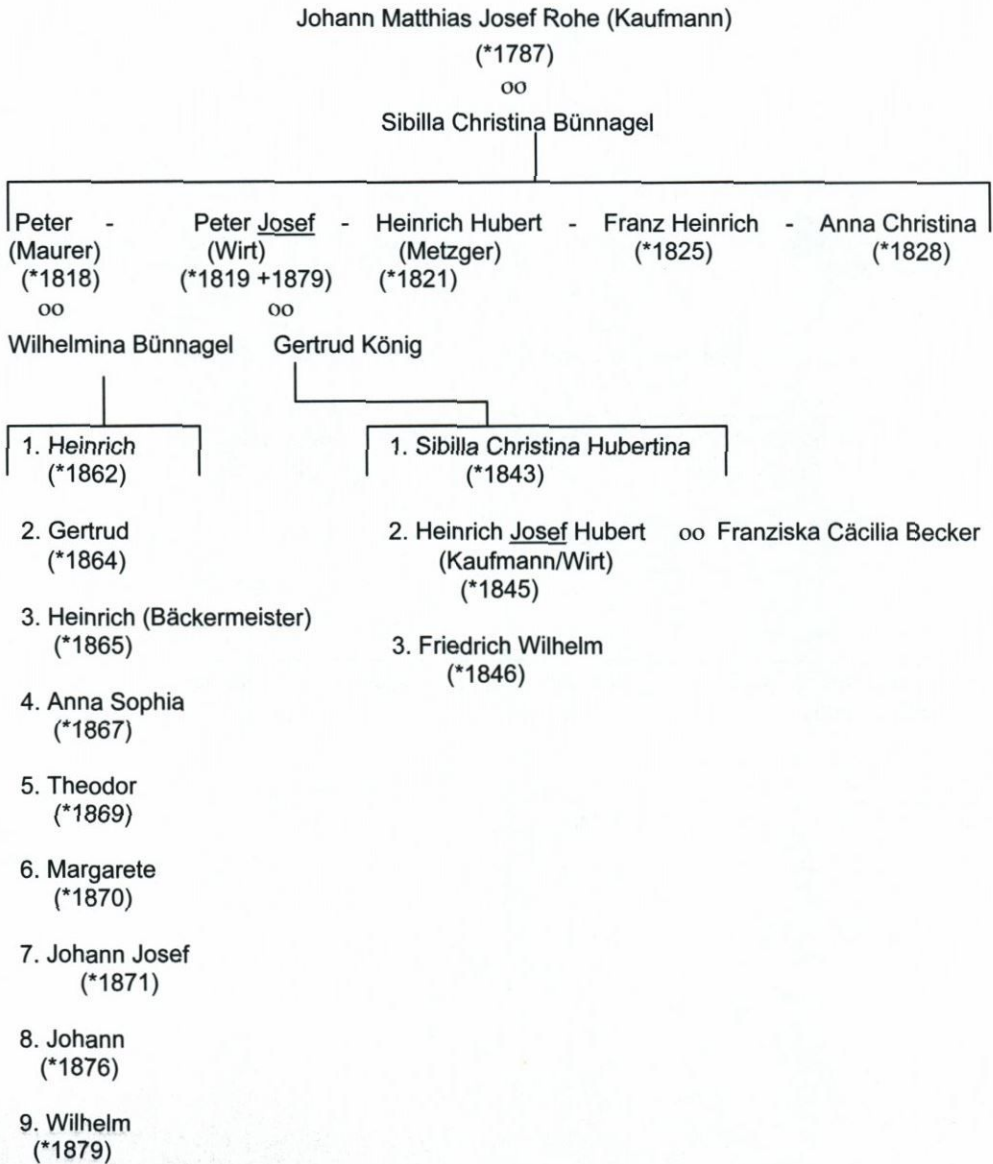 Johann Matthias Josef Rohe (Kaufmann)
(*1787)
oo
Sibilla Christina Bünnagel
Peter - Peter Josef - Heinrich Hubert - Franz Heinrich - Anna Christina
(Maurer) (Wirt) (Metzger) (*1825) (*1828)
(*1818) (*1819 +1879) (*1821)
oo oo
Wilhelmina Bünnagel Gertrud König
1. Heinrich 1. Sibilla Christina Hubertina
(*1862) (*1843)
2. Gertrud 2. Heinrich Josef Hubert oo Franziska Cäcilia Becker
(*1864) (Kaufmann/Wirt)
(*1845)
3. Heinrich (Bäckermeister)
(*1865) 3. Friedrich Wilhelm
(*1846)
4. Anna Sophia
(*1867)
5. Theodor
(*1869)
6. Margarete
(*1870)
7. Johann Josef
(*1871)
8. Johann
(*1876)
9. Wilhelm
(*1879)